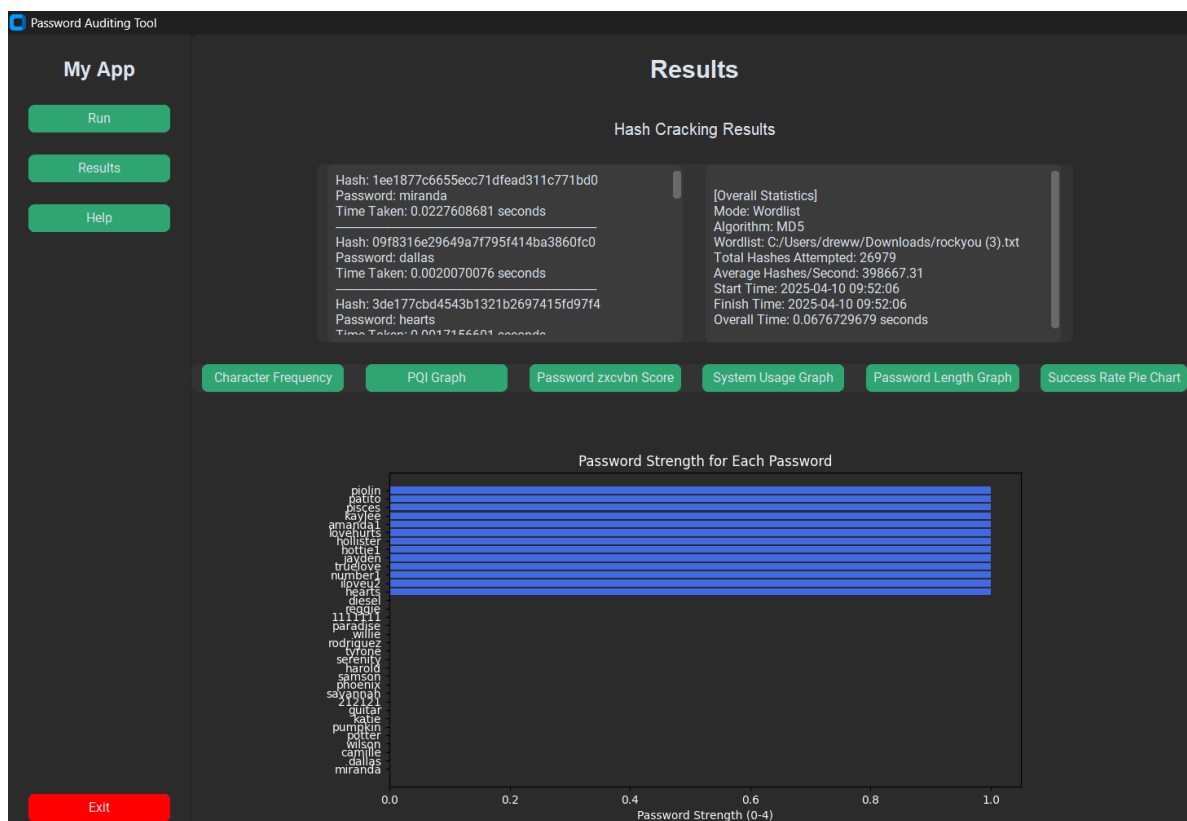 Password Auditing Tool
My App
Run
Results
Help
Exit
Results
Hash Cracking Results
Hash: 1ee1877c6655ecc71dfead311c771bd0
Password: miranda
Time Taken: 0.0227608681 seconds
Hash: 09f8316e29649a7f795f414ba3860fc0
Password: dallas
Time Taken: 0.0020070076 seconds
Hash: 3de177cbd4543b1321b2697415fd97f4
Password: hearts
Time Taken: 0.0017156601 seconds
[Overall Statistics]
Mode: Wordlist
Algorithm: MD5
Wordlist: C:/Users/dreww/Downloads/rockyou (3).txt
Total Hashes Attempted: 26979
Average Hashes/Second: 398667.31
Start Time: 2025-04-10 09:52:06
Finish Time: 2025-04-10 09:52:06
Overall Time: 0.0676729679 seconds
Character Frequency
PQI Graph
Password zxcvbn Score
System Usage Graph
Password Length Graph
Success Rate Pie Chart
Password Strength for Each Password
piolin
patito
pisces
kaylee
amanda1
lovehurts
hollister
hottie1
jayden
truelove
number1
iloveu2
hearts
diesel
reggie
1111111
paradise
willie
rodriguez
tyrone
serenity
harold
samson
phoenix
savannah
212121
guitar
katie
pumpkin
potter
wilson
camille
dallas
miranda
0.0 0.2 0.4 0.6 0.8 1.0
Password Strength (0-4)